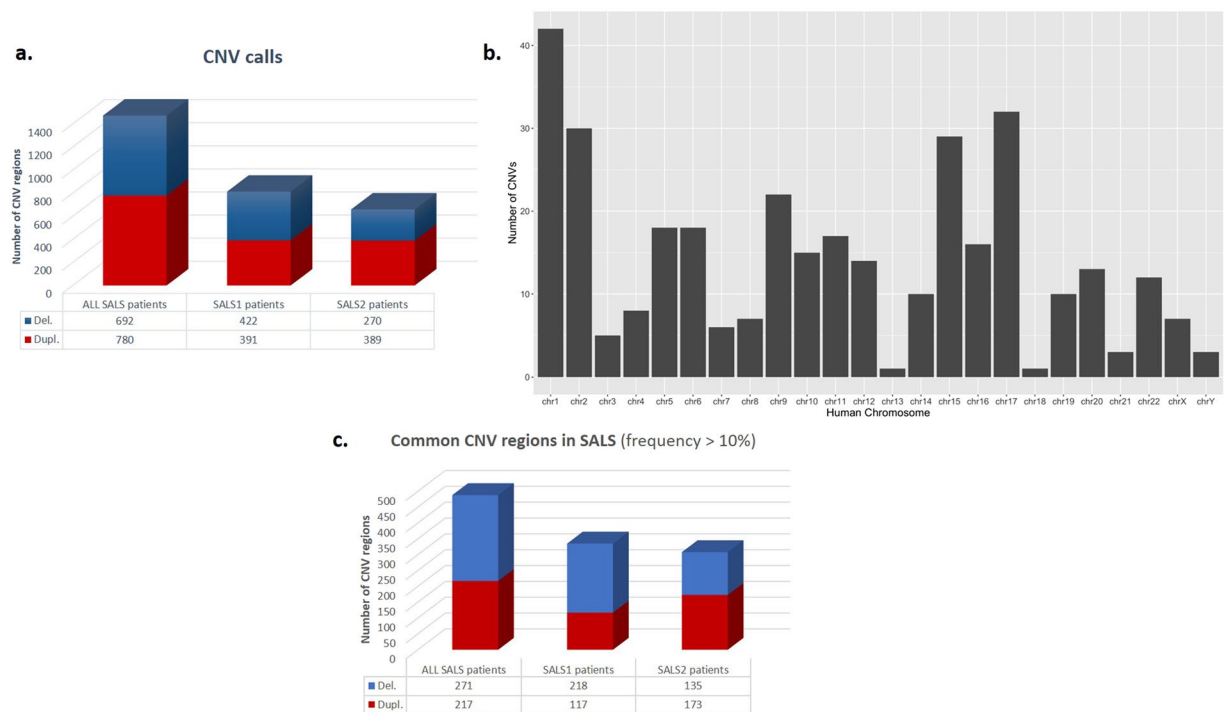 a.
CNV calls
Number of CNV regions
1400
1200
1000
800
600
400
200
0
ALL SALS patients SALS1 patients SALS2 patients
Del. 692 422 270
Dupl. 780 391 389
b.
Number of CNVs
40
30
20
10
0
chr1 chr2 chr3 chr4 chr5 chr6 chr7 chr8 chr9 chr10 chr11 chr12 chr13 chr14 chr15 chr16 chr17 chr18 chr19 chr20 chr21 chr22 chrX chrY
Human Chromosome
c.
Common CNV regions in SALS (frequency > 10%)
Number of CNV regions
500
450
400
350
300
250
200
150
100
50
0
ALL SALS patients SALS1 patients SALS2 patients
Del. 271 218 135
Dupl. 217 117 173